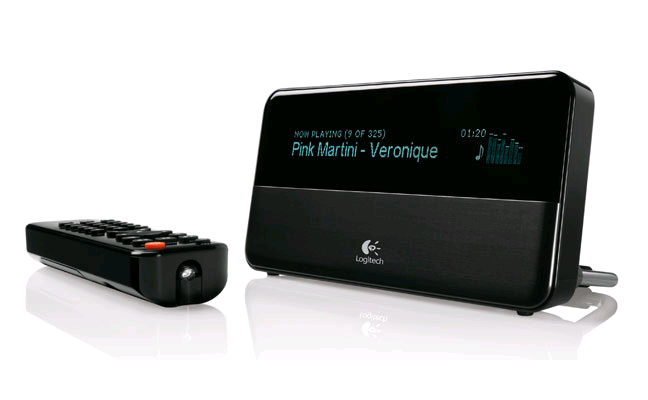 NOW PLAYING (9 OF 325)
01:20
Pink Martini - Veronique
Logitech